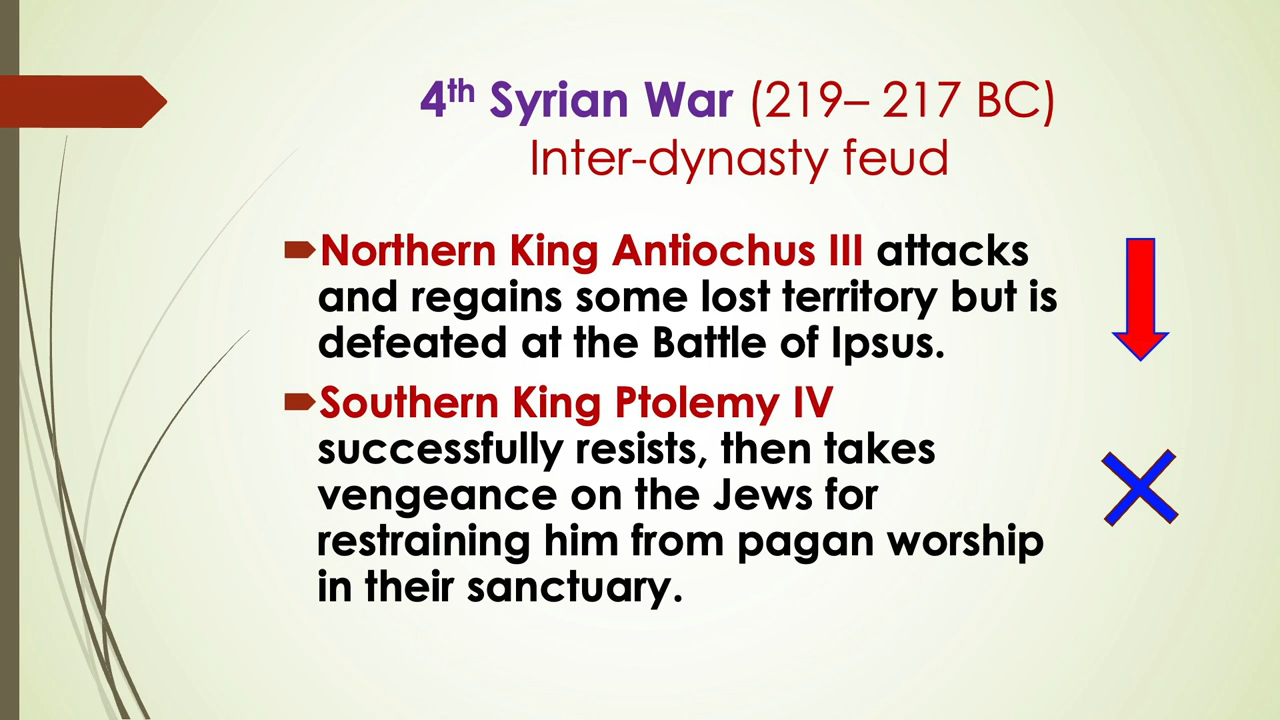 4th Syrian War (219– 217 BC)
Inter-dynasty feud
Northern King Antiochus III attacks
and regains some lost territory but is
defeated at the Battle of Ipsus.
Southern King Ptolemy IV
successfully resists, then takes
vengeance on the Jews for
restraining him from pagan worship
in their sanctuary.